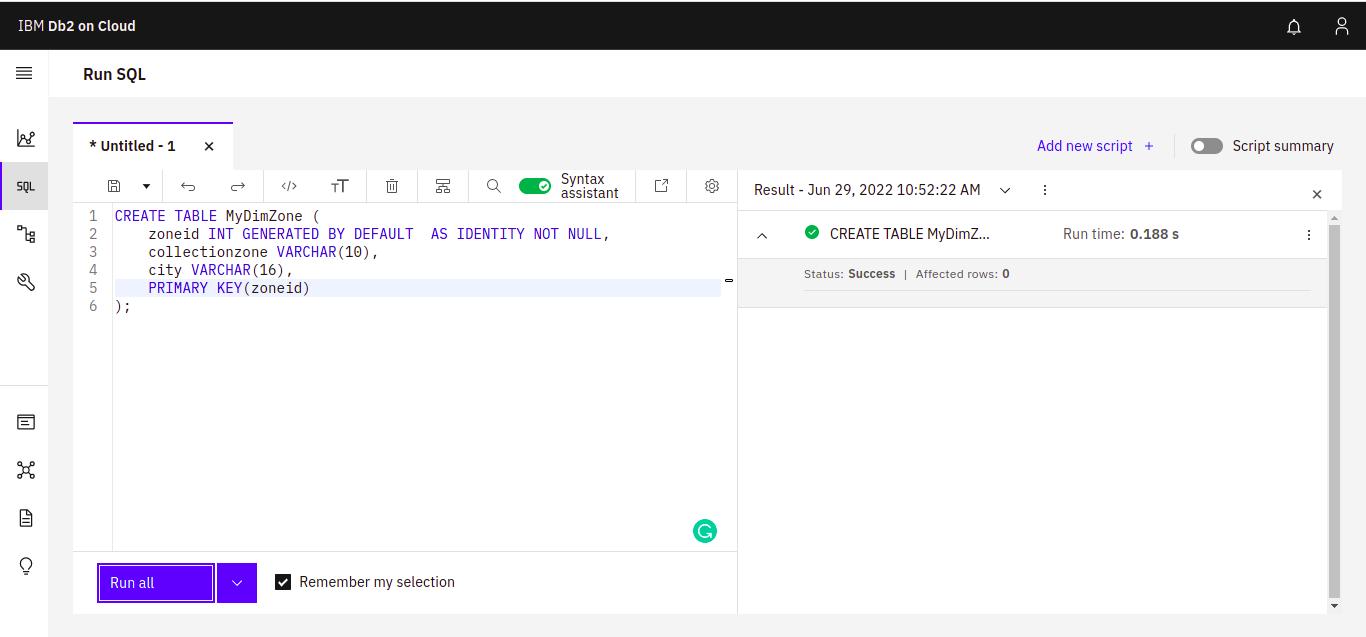 IBM Db2 on Cloud
Run SQL
* Untitled - 1
Add new script +
Script summary
SQL
Syntax
assistant
Result - Jun 29, 2022 10:52:22 AM
1 CREATE TABLE MyDimZone (
2     zoneid INT GENERATED BY DEFAULT  AS IDENTITY NOT NULL,
3     collectionzone VARCHAR(10),
4     city VARCHAR(16),
5     PRIMARY KEY(zoneid)
6 );
CREATE TABLE MyDimZ...
Run time: 0.188 s
Status: Success | Affected rows: 0
Run all
Remember my selection